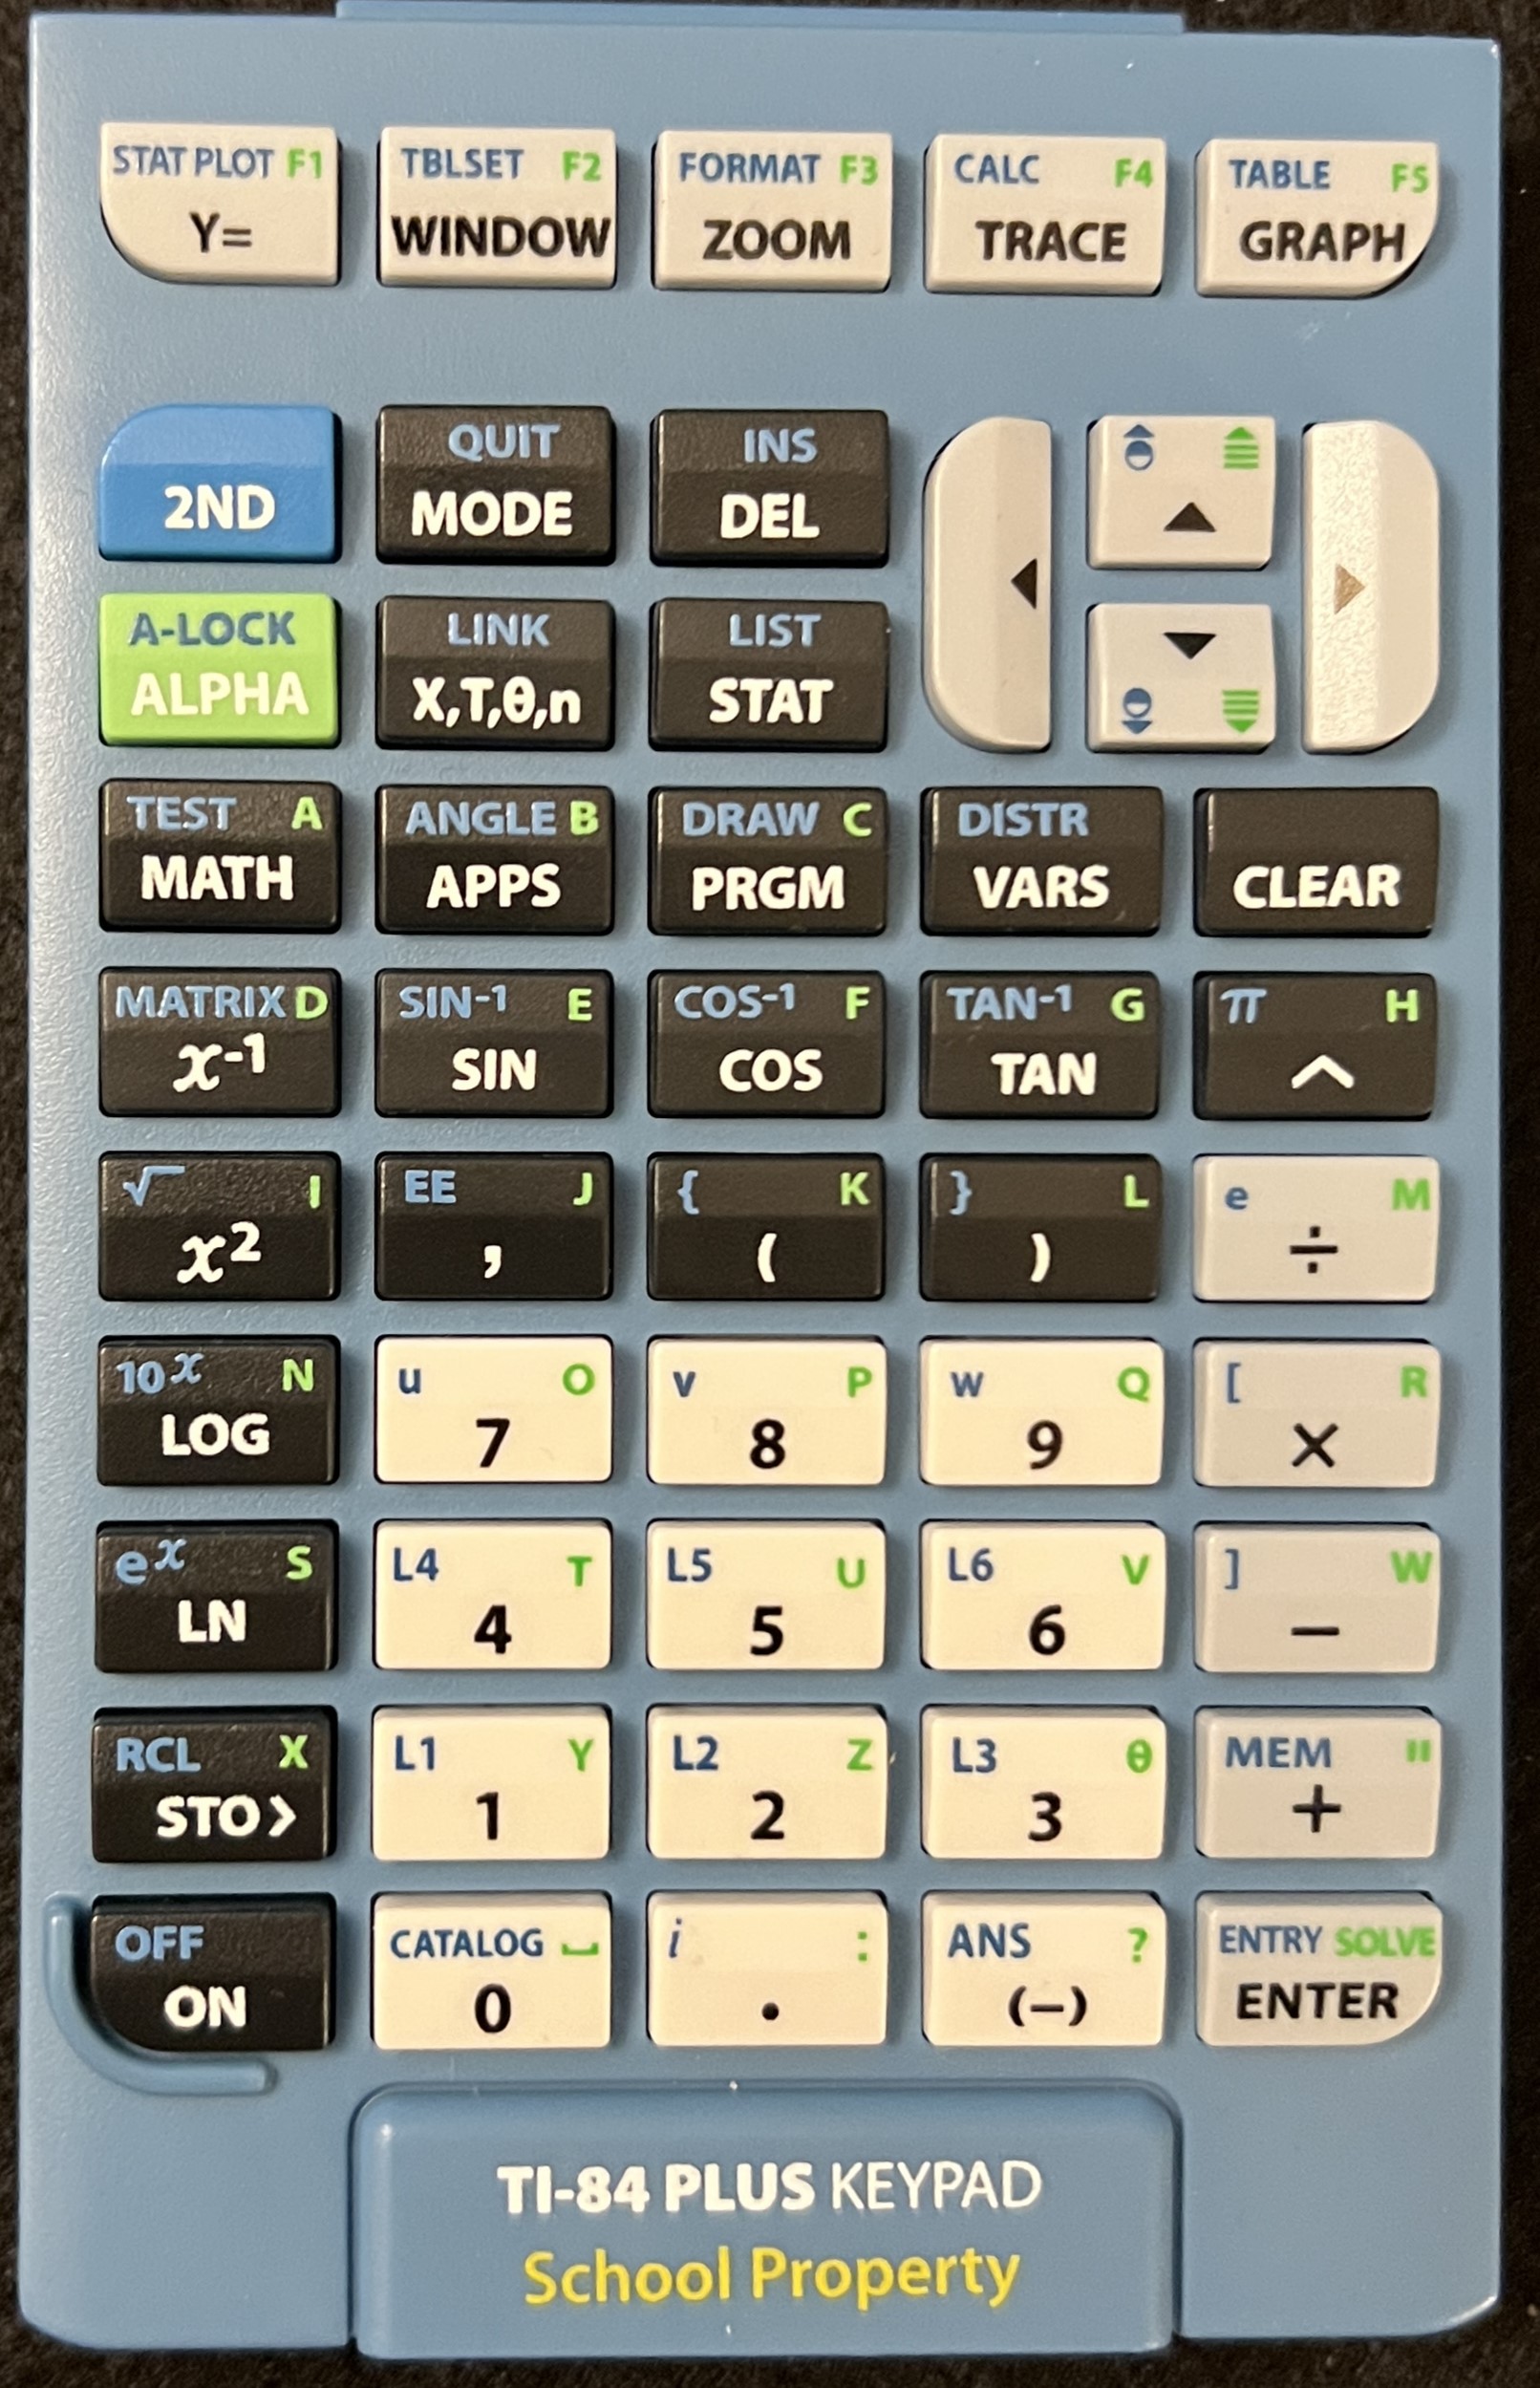 STAT PLOT F1 TBLSET F2 FORMAT F3 CALC F4 TABLE F5
Y= WINDOW ZOOM TRACE GRAPH
QUIT INS
2ND MODE DEL
A-LOCK LINK LIST
ALPHA X,T,θ,n STAT
TEST A ANGLE B DRAW C DISTR
MATH APPS PRGM VARS CLEAR
MATRIX D SIN⁻¹ E COS⁻¹ F TAN⁻¹ G π H
x⁻¹ SIN COS TAN ^
√ I EE J { K } L e M
x² , ( ) ÷
10ˣ N u O v P w Q [ R
LOG 7 8 9 ×
eˣ S L4 T L5 U L6 V ] W
LN 4 5 6 −
RCL X L1 Y L2 Z L3 θ MEM "
STO> 1 2 3 +
OFF CATALOG ⎵ i : ANS ? ENTRY SOLVE
ON 0 . (−) ENTER
TI-84 PLUS KEYPAD
School Property